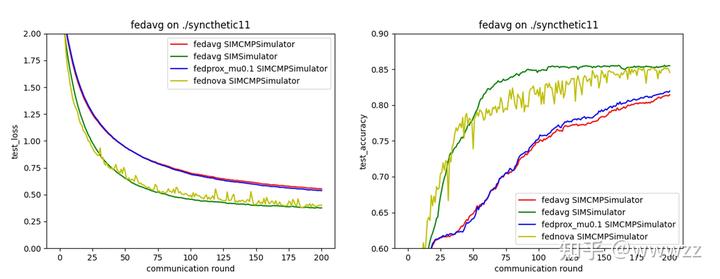 fedavg on ./syncthetic11
2.00
1.75
1.50
1.25
1.00
0.75
0.50
0.25
0.00
test_loss
0 25 50 75 100 125 150 175 200
communication round
fedavg SIMCMPSimulator
fedavg SIMSimulator
fedprox_mu0.1 SIMCMPSimulator
fednova SIMCMPSimulator
fedavg on ./syncthetic11
0.90
0.85
0.80
0.75
0.70
0.65
0.60
test_accuracy
0 25 50 75 100 125 150 175 200
communication round
fedavg SIMCMPSimulator
fedavg SIMSimulator
fedprox_mu0.1 SIMCMPSimulator
fednova SIMCMPSimulator
知乎 @wwwzz